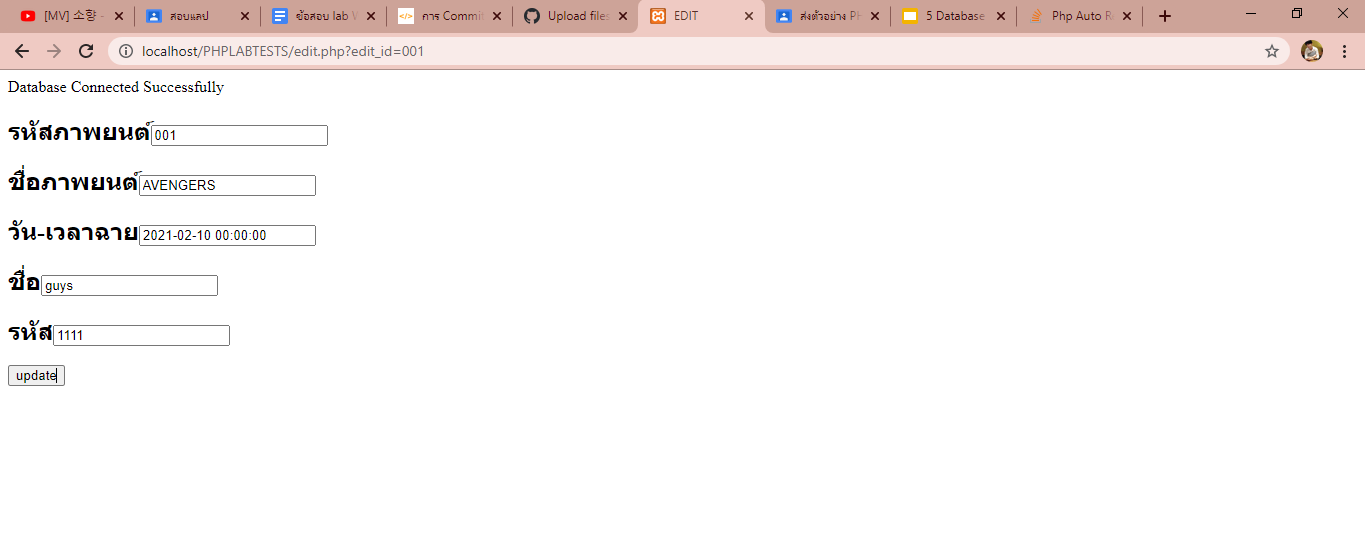 [MV] 소향 -
สอบแลป
ข้อสอบ lab W
การ Commit
Upload files
EDIT
ส่งตัวอย่าง PH
5 Database
Php Auto Re
localhost/PHPLABTESTS/edit.php?edit_id=001
Database Connected Successfully
รหัสภาพยนต์ 001
ชื่อภาพยนต์ AVENGERS
วัน-เวลาฉาย 2021-02-10 00:00:00
ชื่อ guys
รหัส 1111
update